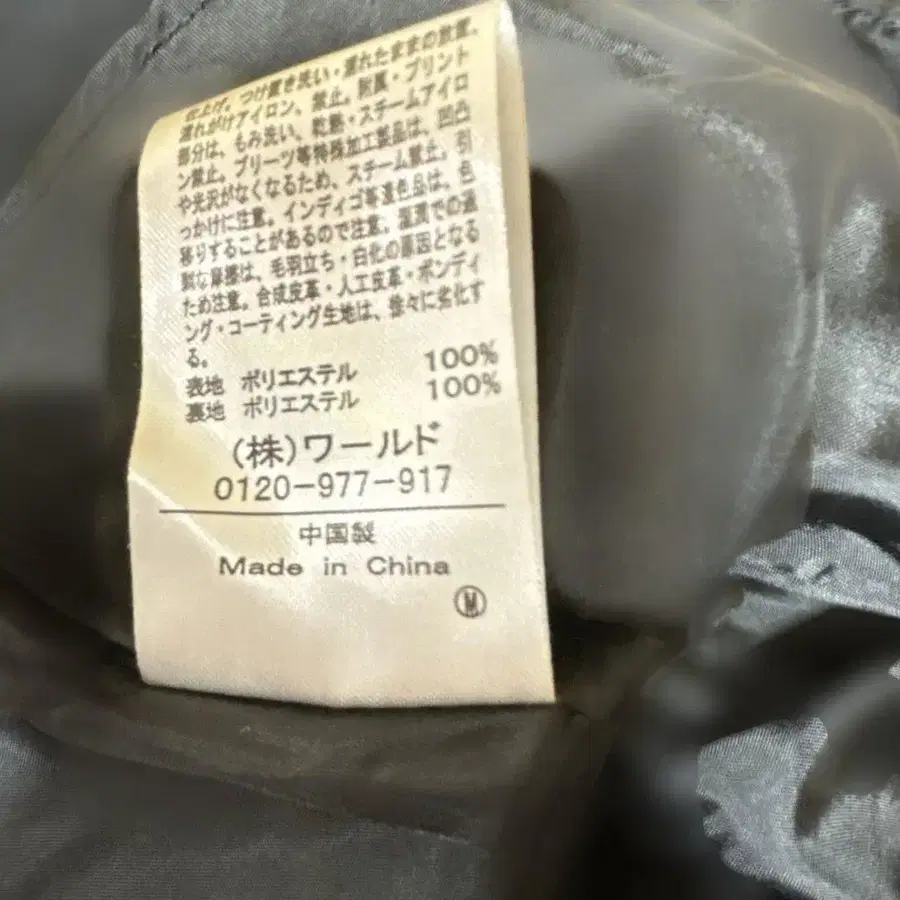 仕上げ。つけ置き洗い・濡れたままの放置。
濡れがけアイロン、禁止。附属・プリント
部分は、もみ洗い、乾熱・スチームアイロ
ン禁止。プリーツ等特殊加工製品は、凹凸
や光沢がなくなるため、スチーム禁止。引
っかけに注意。インディゴ等濃色品は、色
移りすることがあるので注意。湿潤での過
剰な摩擦は、毛羽立ち・白化の原因となる
ため注意。合成皮革・人工皮革・ボンディ
ング・コーティング生地は、徐々に劣化す
る。
表地 ポリエステル 100%
裏地 ポリエステル 100%
(株)ワールド
0120-977-917
中国製
Made in China
M